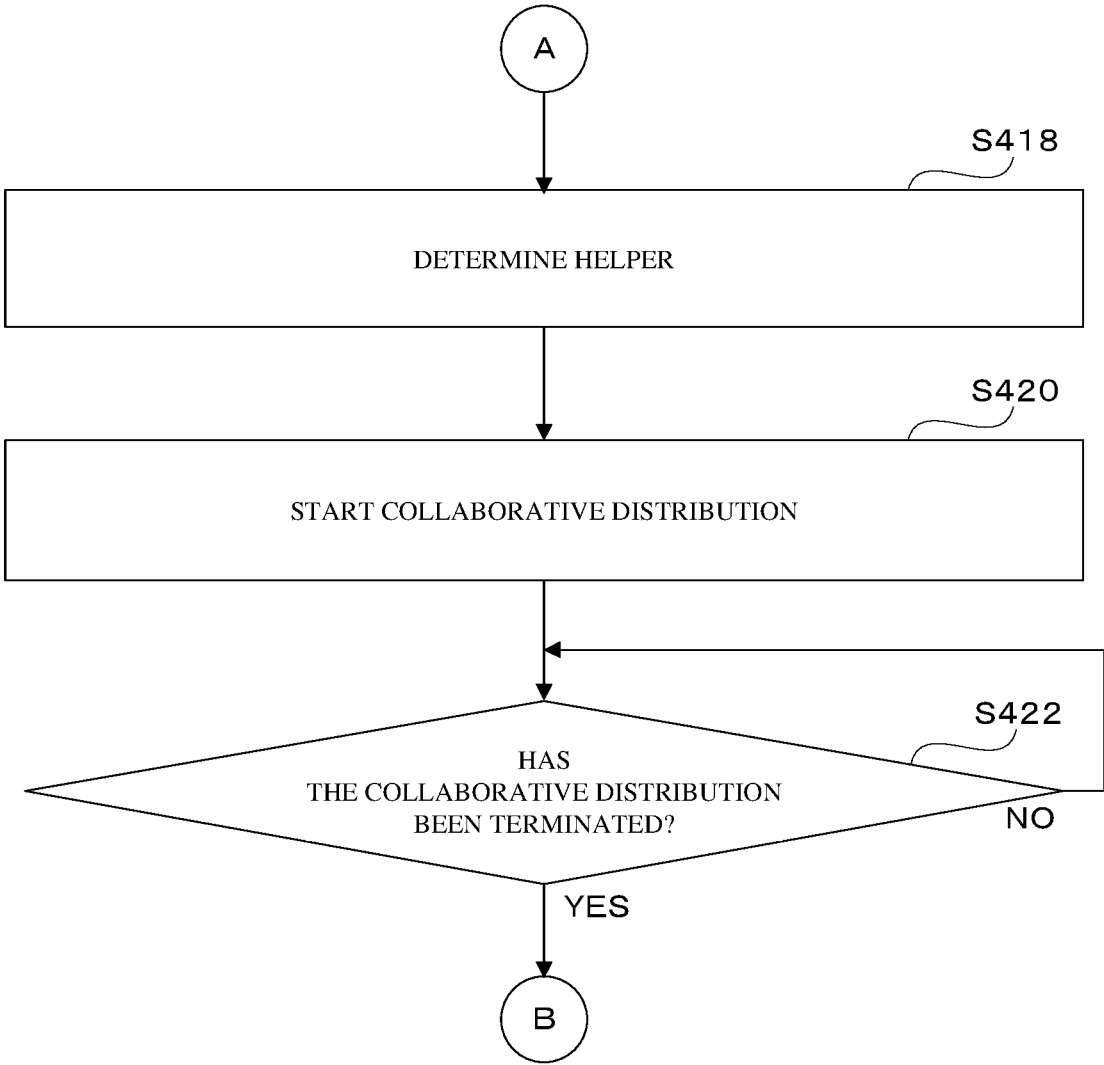 A
S418
DETERMINE HELPER
S420
START COLLABORATIVE DISTRIBUTION
S422
HAS
THE COLLABORATIVE DISTRIBUTION
BEEN TERMINATED?
NO
YES
B